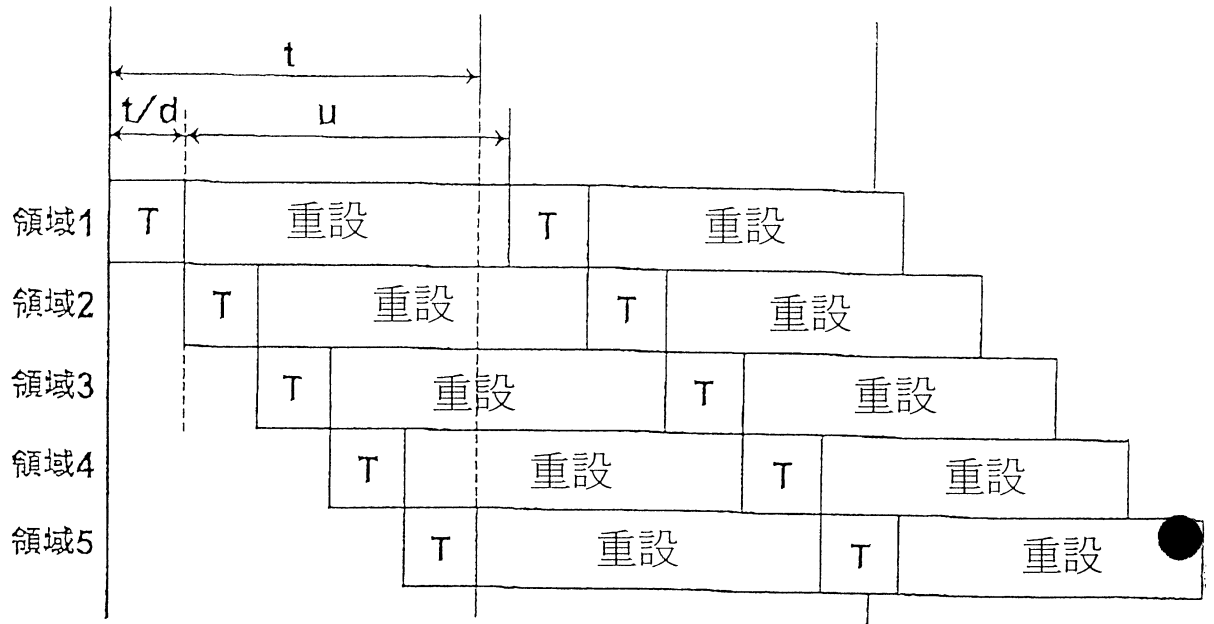 t
t/d u
領域1 T 重設 T 重設
領域2 T 重設 T 重設
領域3 T 重設 T 重設
領域4 T 重設 T 重設
領域5 T 重設 T 重設